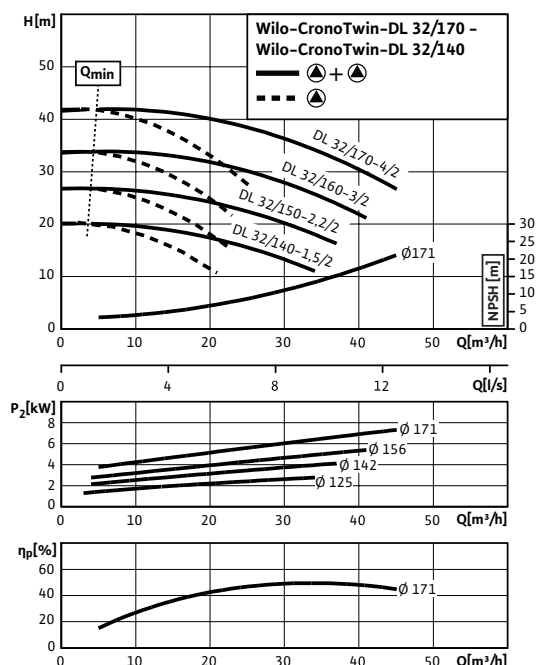 H[m]
Wilo-CronoTwin-DL 32/170 –
Wilo-CronoTwin-DL 32/140
+
50
Qmin
40
DL 32/170-4/2
30
DL 32/160-3/2
DL 32/150-2,2/2
20
30
DL 32/140-1,5/2
25
Ø171
20
10
15
10
5
0
0
NPSH [m]
0 10 20 30 40 50 Q[m³/h]
0 4 8 12 Q[l/s]
P₂[kW]
8
Ø 171
6
Ø 156
4
Ø 142
2
Ø 125
0
0 10 20 30 40 50 Q[m³/h]
ηp[%]
60
Ø 171
40
20
0
0 10 20 30 40 50 Q[m³/h]